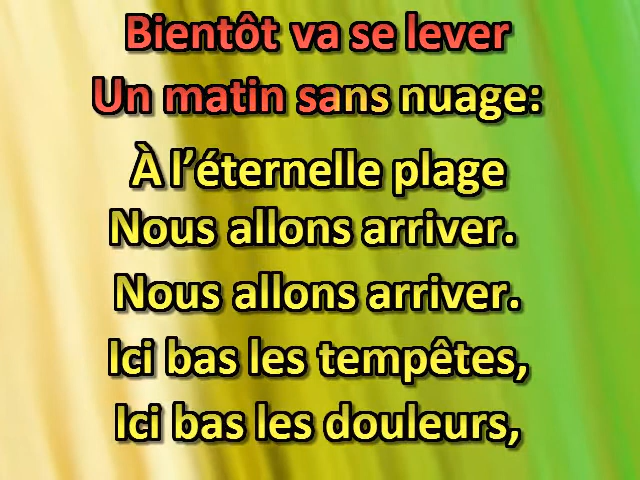 Bientôt va se lever
Un matin sans nuage:
À l’éternelle plage
Nous allons arriver.
Nous allons arriver.
Ici bas les tempêtes,
Ici bas les douleurs,